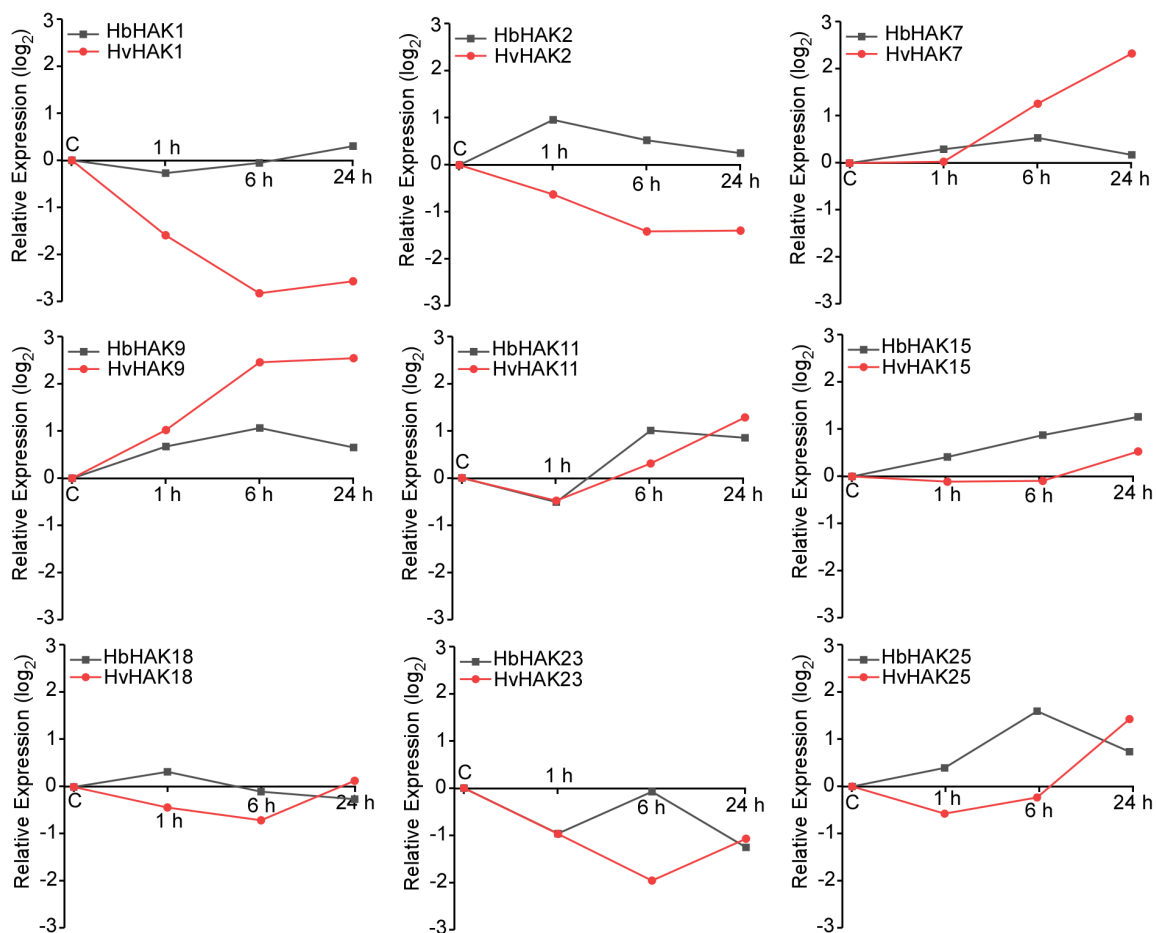 HbHAK1
HvHAK1
Relative Expression (log2)
3
2
1
0
-1
-2
-3
C
1 h
6 h
24 h
HbHAK2
HvHAK2
Relative Expression (log2)
3
2
1
0
-1
-2
-3
C
1 h
6 h
24 h
HbHAK7
HvHAK7
Relative Expression (log2)
3
2
1
0
-1
-2
-3
C
1 h
6 h
24 h
HbHAK9
HvHAK9
Relative Expression (log2)
3
2
1
0
-1
-2
-3
C
1 h
6 h
24 h
HbHAK11
HvHAK11
Relative Expression (log2)
3
2
1
0
-1
-2
-3
C
1 h
6 h
24 h
HbHAK15
HvHAK15
Relative Expression (log2)
3
2
1
0
-1
-2
-3
C
1 h
6 h
24 h
HbHAK18
HvHAK18
Relative Expression (log2)
3
2
1
0
-1
-2
-3
C
1 h
6 h
24 h
HbHAK23
HvHAK23
Relative Expression (log2)
3
2
1
0
-1
-2
-3
C
1 h
6 h
24 h
HbHAK25
HvHAK25
Relative Expression (log2)
3
2
1
0
-1
-2
-3
C
1 h
6 h
24 h